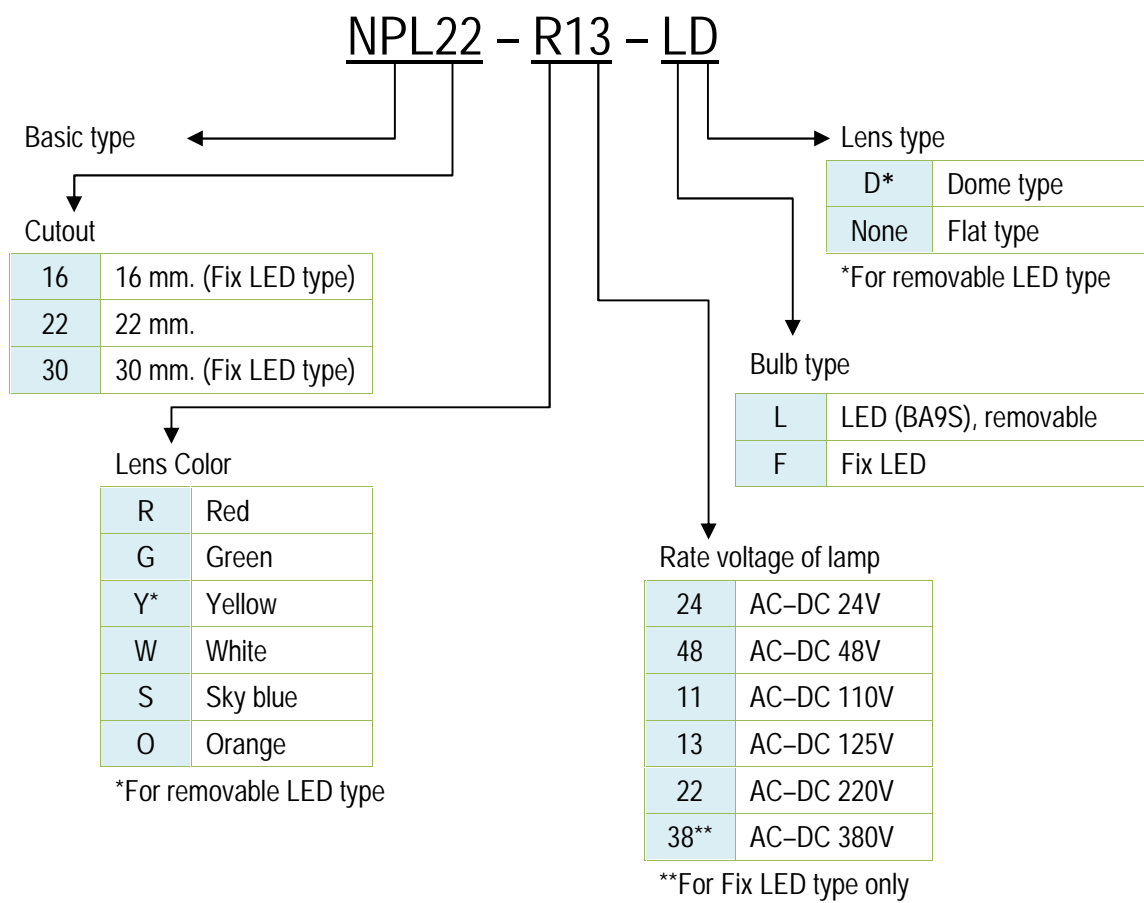 NPL22 – R13 – LD
Basic type
Cutout
16 16 mm. (Fix LED type)
22 22 mm.
30 30 mm. (Fix LED type)
Lens Color
R Red
G Green
Y* Yellow
W White
S Sky blue
O Orange
*For removable LED type
Lens type
D* Dome type
None Flat type
*For removable LED type
Bulb type
L LED (BA9S), removable
F Fix LED
Rate voltage of lamp
24 AC–DC 24V
48 AC–DC 48V
11 AC–DC 110V
13 AC–DC 125V
22 AC–DC 220V
38** AC–DC 380V
**For Fix LED type only